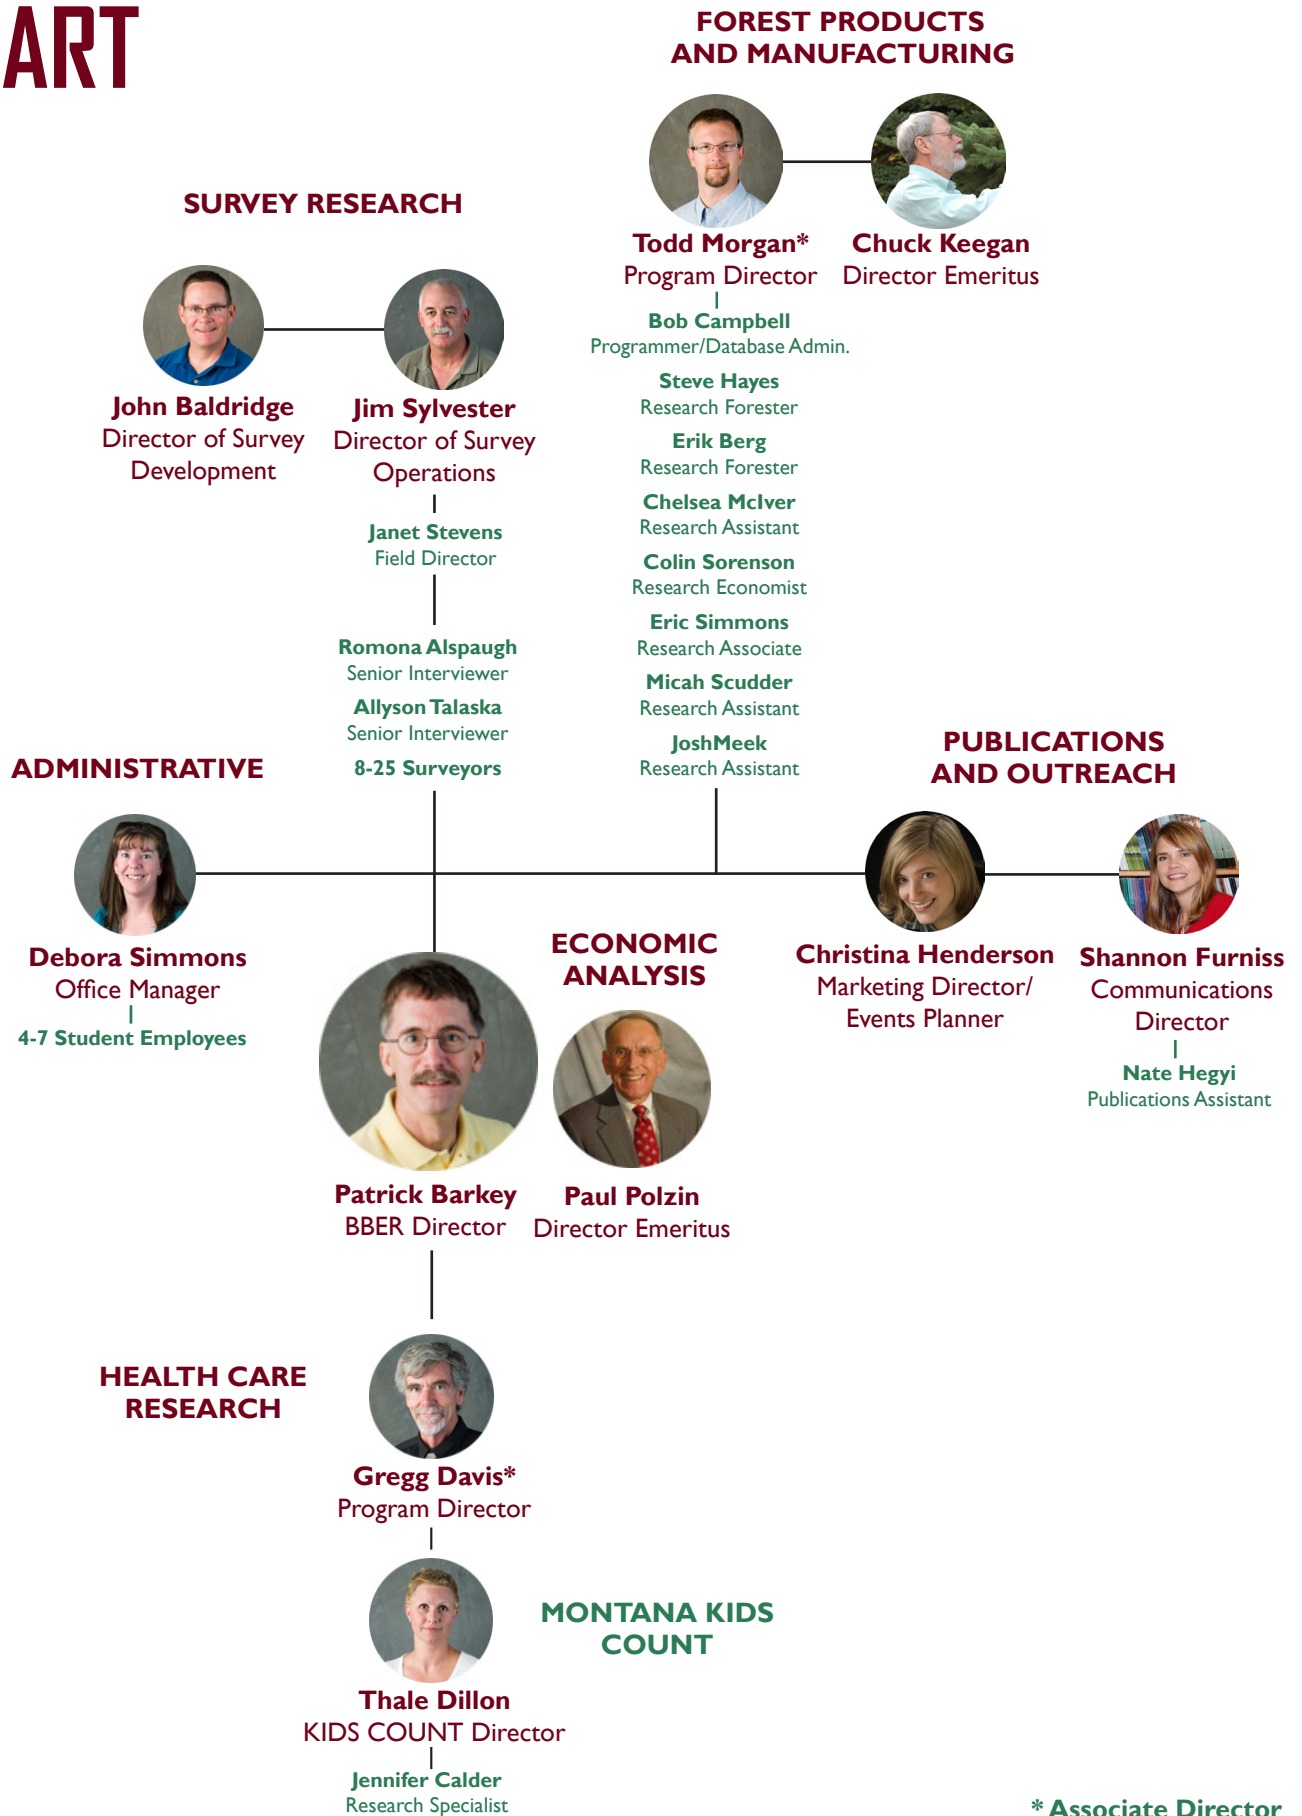 ART
FOREST PRODUCTS
AND MANUFACTURING
Todd Morgan*
Program Director
Chuck Keegan
Director Emeritus
Bob Campbell
Programmer/Database Admin.
Steve Hayes
Research Forester
Erik Berg
Research Forester
Chelsea McIver
Research Assistant
Colin Sorenson
Research Economist
Eric Simmons
Research Associate
Micah Scudder
Research Assistant
JoshMeek
Research Assistant
SURVEY RESEARCH
John Baldridge
Director of Survey
Development
Jim Sylvester
Director of Survey
Operations
Janet Stevens
Field Director
Romona Alspaugh
Senior Interviewer
Allyson Talaska
Senior Interviewer
8-25 Surveyors
ADMINISTRATIVE
Debora Simmons
Office Manager
4-7 Student Employees
PUBLICATIONS
AND OUTREACH
Christina Henderson
Marketing Director/
Events Planner
Shannon Furniss
Communications
Director
Nate Hegyi
Publications Assistant
ECONOMIC
ANALYSIS
Patrick Barkey
BBER Director
Paul Polzin
Director Emeritus
HEALTH CARE
RESEARCH
Gregg Davis*
Program Director
MONTANA KIDS
COUNT
Thale Dillon
KIDS COUNT Director
Jennifer Calder
Research Specialist
* Associate Director